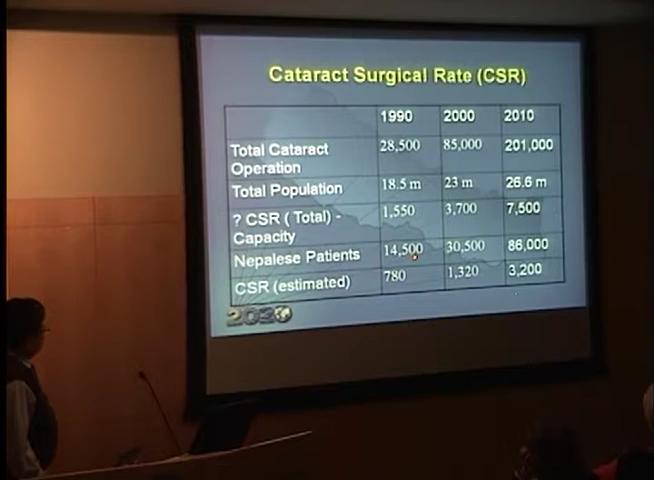 Cataract Surgical Rate (CSR)
1990 2000 2010
Total Cataract Operation 28,500 85,000 201,000
Total Population 18.5 m 23 m 26.6 m
? CSR ( Total) - Capacity 1,550 3,700 7,500
Nepalese Patients 14,500 30,500 86,000
CSR (estimated) 780 1,320 3,200
2020